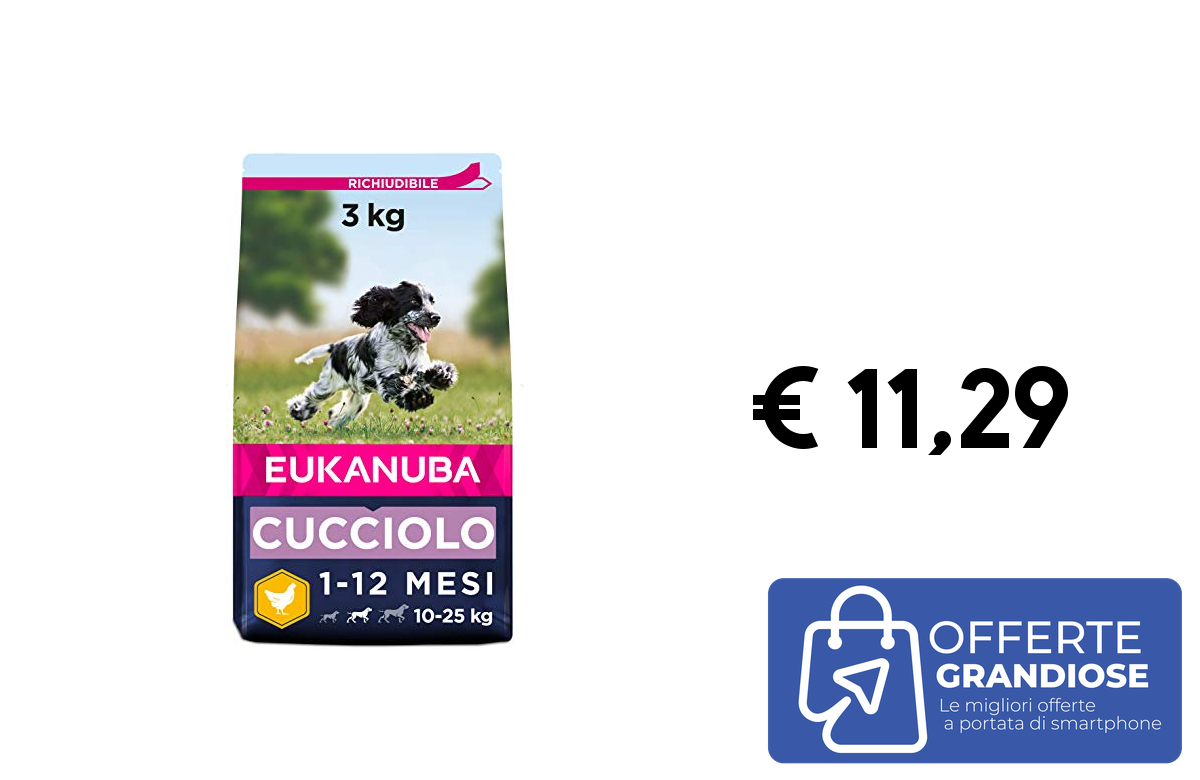 RICHIUDIBILE
3 kg
EUKANUBA
CUCCIOLO
1-12 MESI
10-25 kg
€ 11,29
OFFERTE
GRANDIOSE
Le migliori offerte
a portata di smartphone